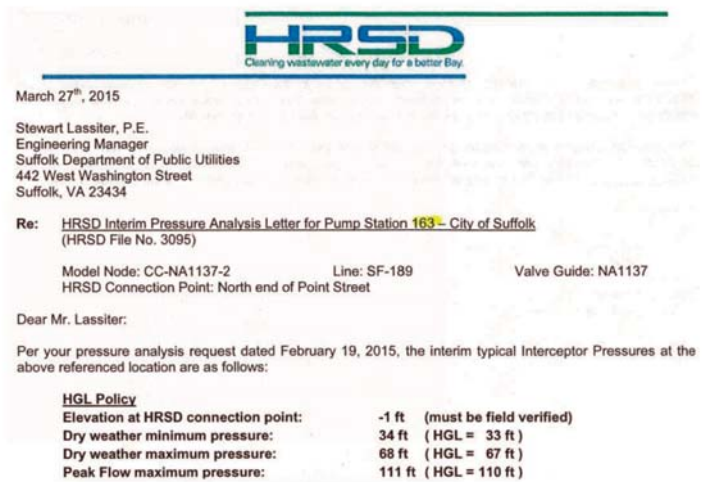 HRSD
Cleaning wastewater every day for a better Bay.
March 27th, 2015
Stewart Lassiter, P.E.
Engineering Manager
Suffolk Department of Public Utilities
442 West Washington Street
Suffolk, VA 23434
Re: HRSD Interim Pressure Analysis Letter for Pump Station 163 – City of Suffolk
(HRSD File No. 3095)
Model Node: CC-NA1137-2 Line: SF-189 Valve Guide: NA1137
HRSD Connection Point: North end of Point Street
Dear Mr. Lassiter:
Per your pressure analysis request dated February 19, 2015, the interim typical Interceptor Pressures at the
above referenced location are as follows:
HGL Policy
Elevation at HRSD connection point: -1 ft (must be field verified)
Dry weather minimum pressure: 34 ft ( HGL = 33 ft )
Dry weather maximum pressure: 68 ft ( HGL = 67 ft )
Peak Flow maximum pressure: 111 ft ( HGL = 110 ft )